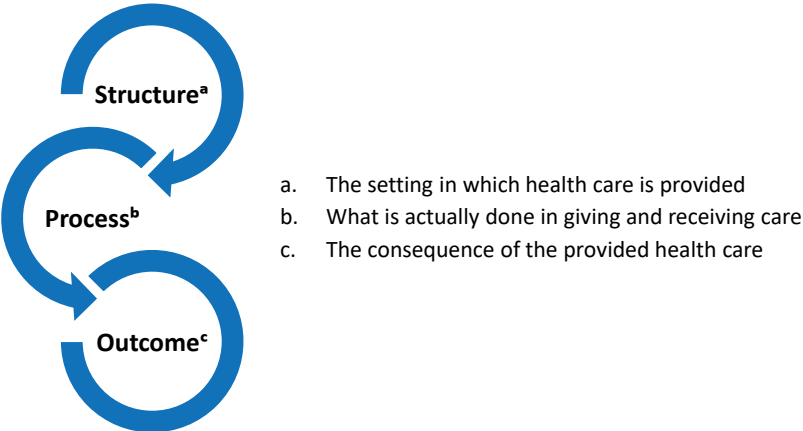 Structureᵃ
Processᵇ
Outcomeᶜ
a. The setting in which health care is provided
b. What is actually done in giving and receiving care
c. The consequence of the provided health care